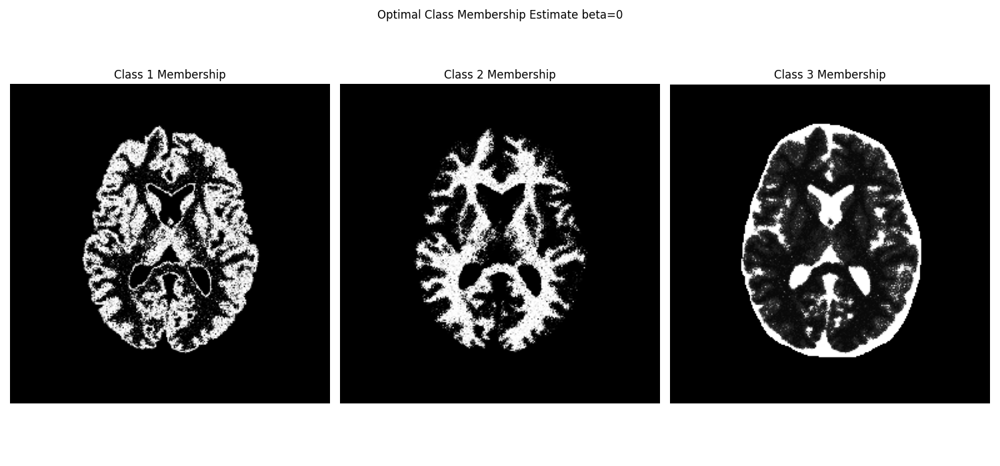 Optimal Class Membership Estimate beta=0
Class 1 Membership
Class 2 Membership
Class 3 Membership